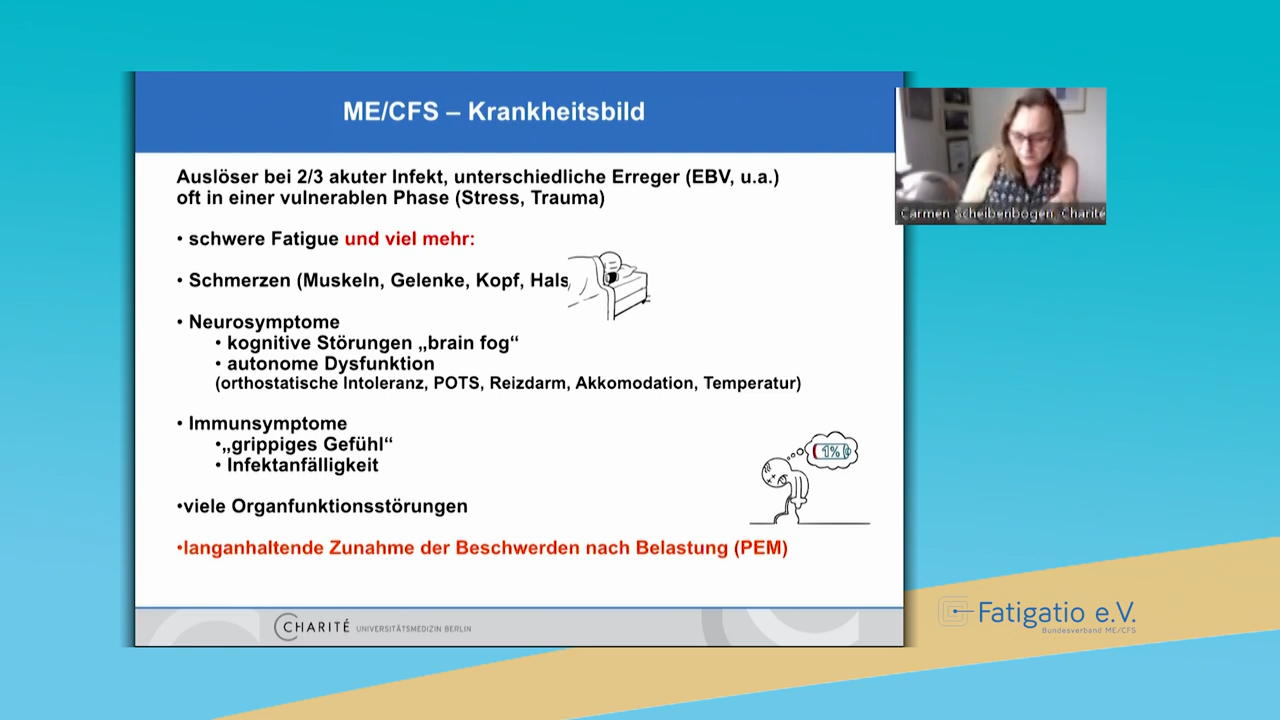 ME/CFS – Krankheitsbild
Auslöser bei 2/3 akuter Infekt, unterschiedliche Erreger (EBV, u.a.)
oft in einer vulnerablen Phase (Stress, Trauma)
• schwere Fatigue und viel mehr:
• Schmerzen (Muskeln, Gelenke, Kopf, Hals
• Neurosymptome
• kognitive Störungen „brain fog“
• autonome Dysfunktion
(orthostatische Intoleranz, POTS, Reizdarm, Akkomodation, Temperatur)
• Immunsymptome
•„grippiges Gefühl“
• Infektanfälligkeit
•viele Organfunktionsstörungen
•langanhaltende Zunahme der Beschwerden nach Belastung (PEM)
1%
CHARITÉ UNIVERSITÄTSMEDIZIN BERLIN
Carmen Scheibenbogen, Charité
Fatigatio e.V.
Bundesverband ME/CFS